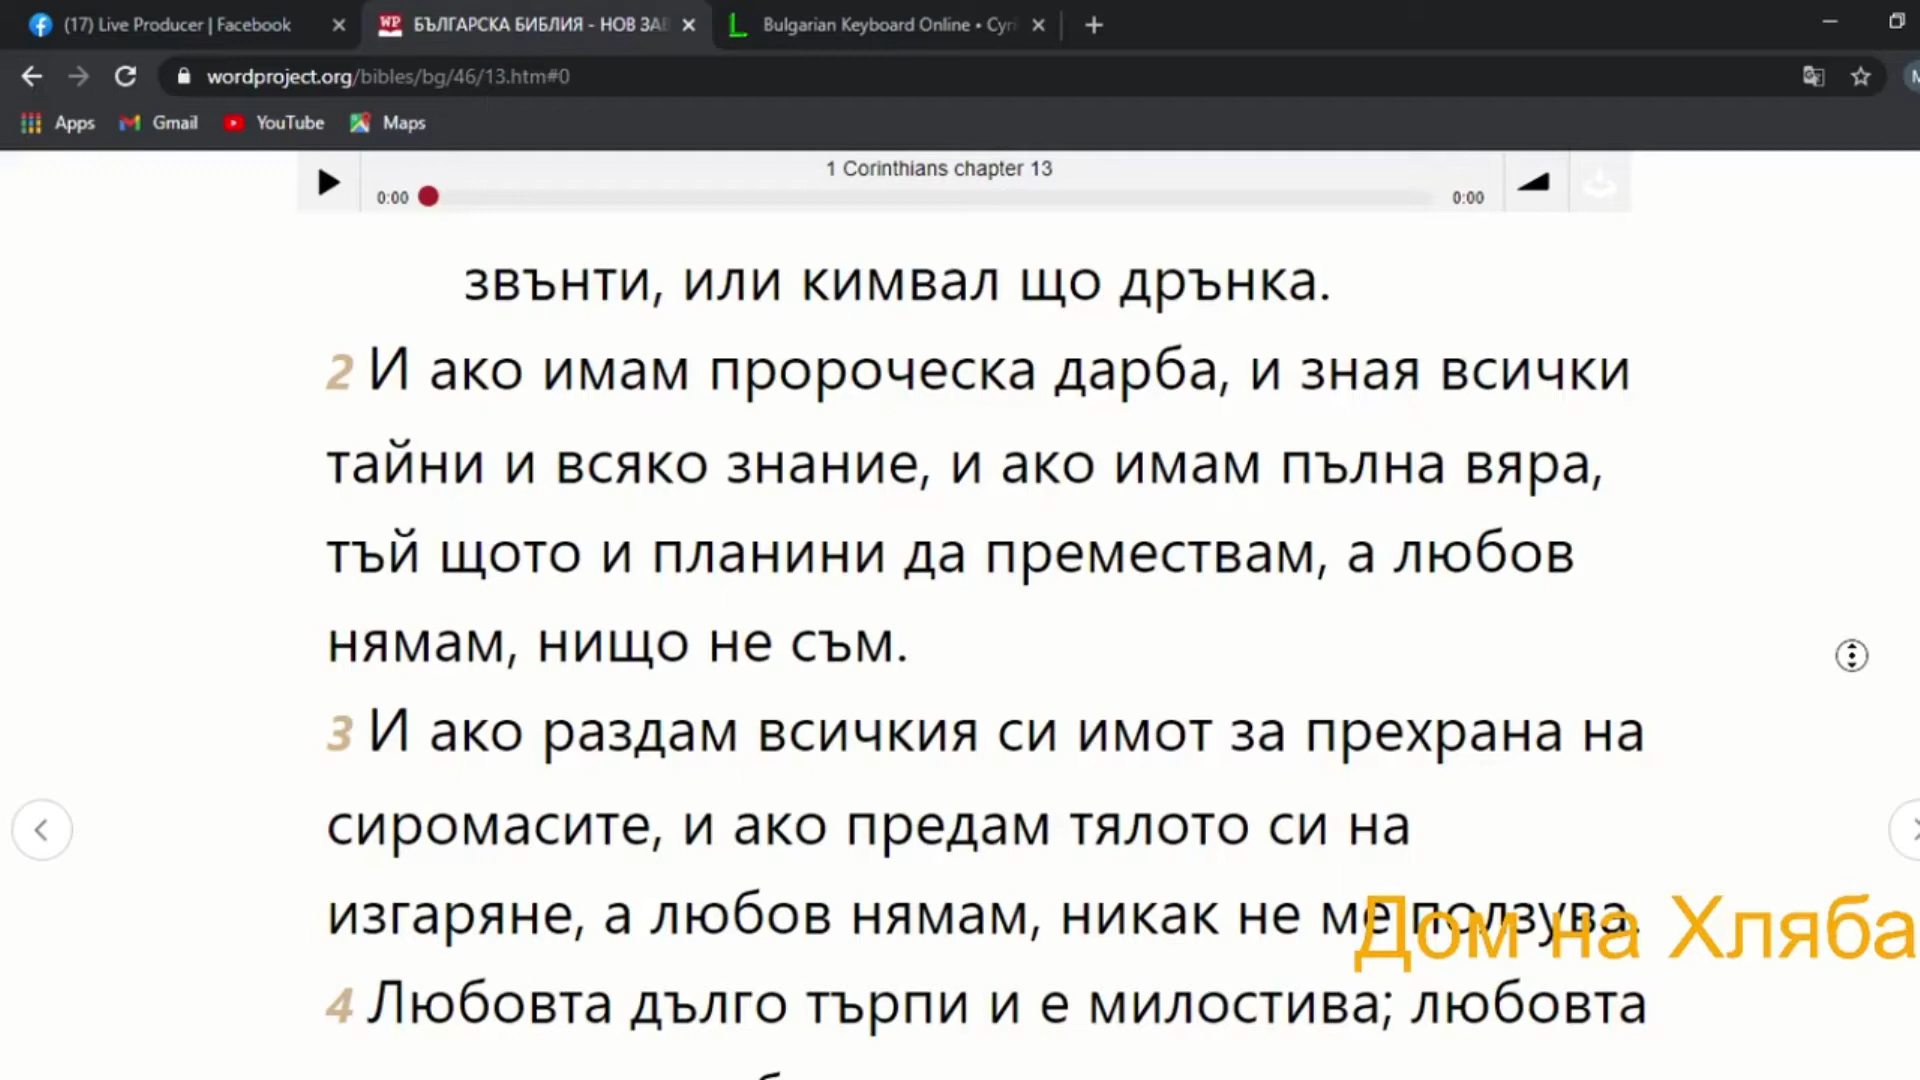 (17) Live Producer | Facebook
БЪЛГАРСКА БИБЛИЯ - НОВ ЗАВ
Bulgarian Keyboard Online • Cyri
wordproject.org/bibles/bg/46/13.htm#0
Apps Gmail YouTube Maps
1 Corinthians chapter 13
0:00 0:00
звънти, или кимвал що дрънка.
2 И ако имам пророческа дарба, и зная всички
тайни и всяко знание, и ако имам пълна вяра,
тъй щото и планини да премествам, а любов
нямам, нищо не съм.
3 И ако раздам всичкия си имот за прехрана на
сиромасите, и ако предам тялото си на
изгаряне, а любов нямам, никак не ме ползува.
Дом на Хляба
4 Любовта дълго търпи и е милостива; любовта